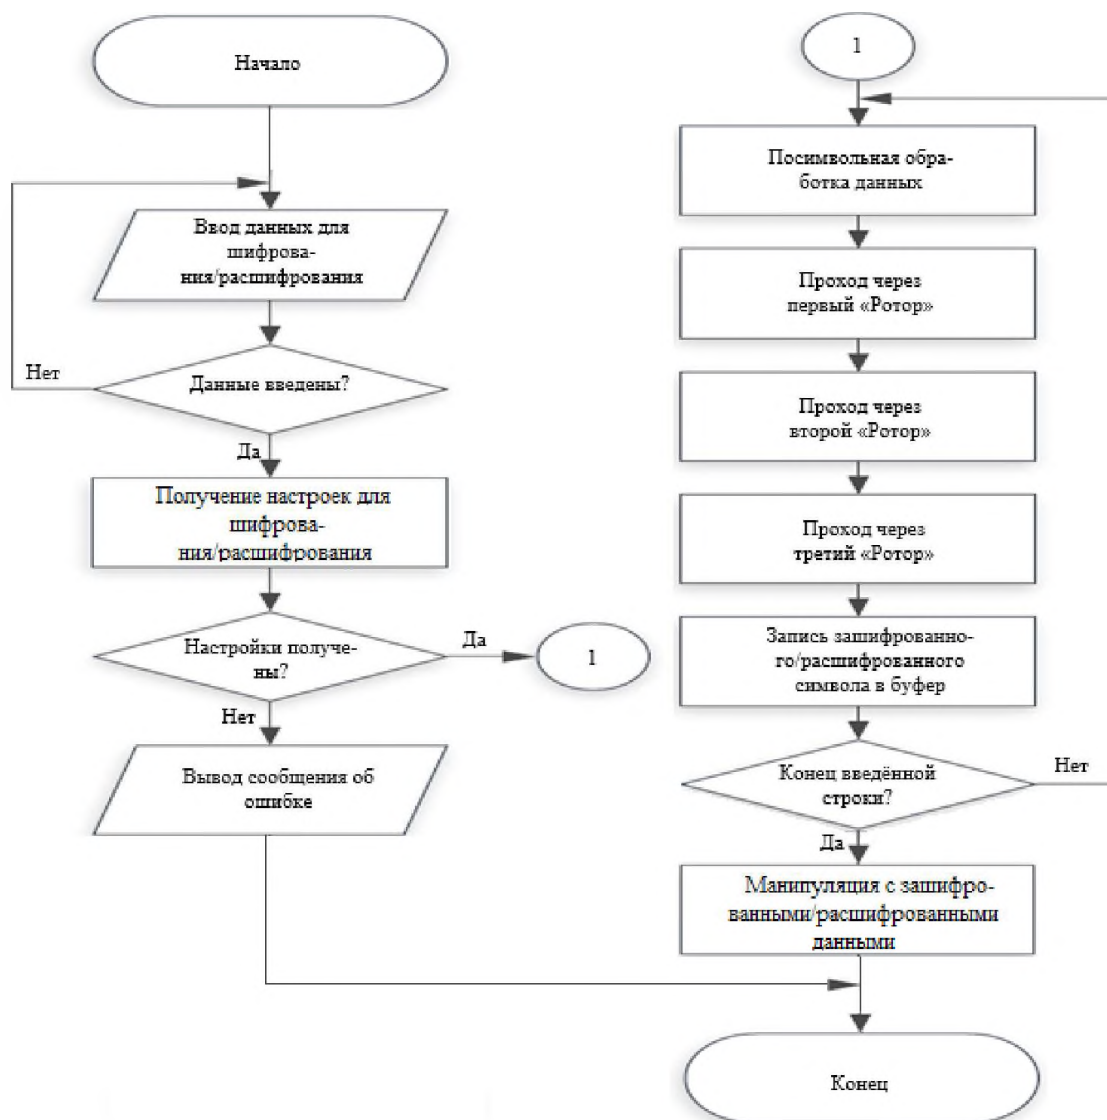 Начало
Ввод данных для
шифрова-
ния/расшифрования
Нет
Данные введены?
Да
Получение настроек для
шифрова-
ния/расшифрования
Настройки получе-
ны?
Да
1
Нет
Вывод сообщения об
ошибке
1
Посимвольная обра-
ботка данных
Проход через
первый «Ротор»
Проход через
второй «Ротор»
Проход через
третий «Ротор»
Запись зашифрованно-
го/расшифрованного
символа в буфер
Конец введённой
строки?
Нет
Да
Манипуляция с зашифро-
ванными/расшифрованными
данными
Конец